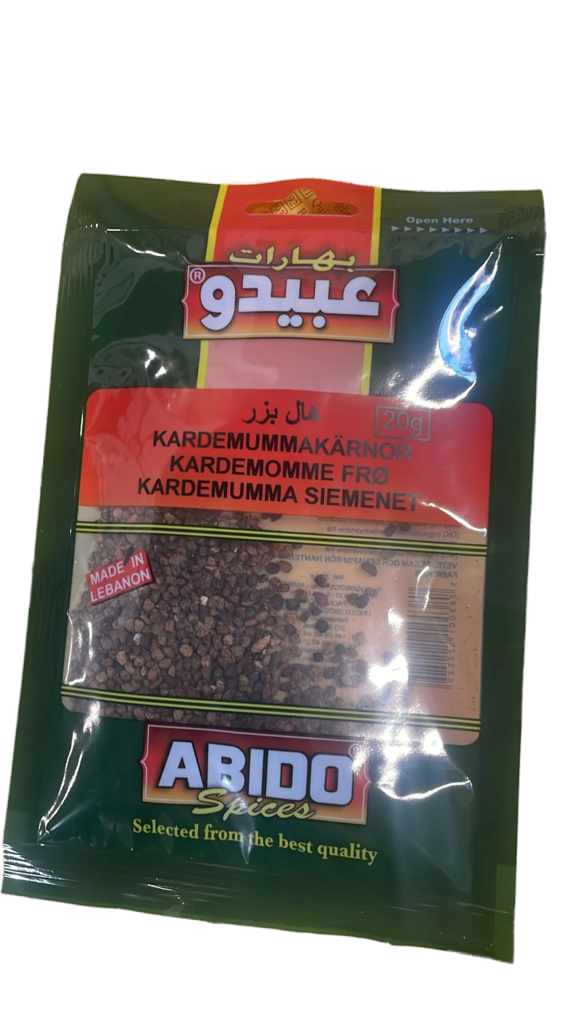 Open Here
بهارات
عبيدو®
هال بزر
20g
KARDEMUMMAKÄRNOR
KARDEMOMME FRØ
KARDEMUMMA SIEMENET
MADE IN
LEBANON
ABIDO®
Spices
Selected from the best quality